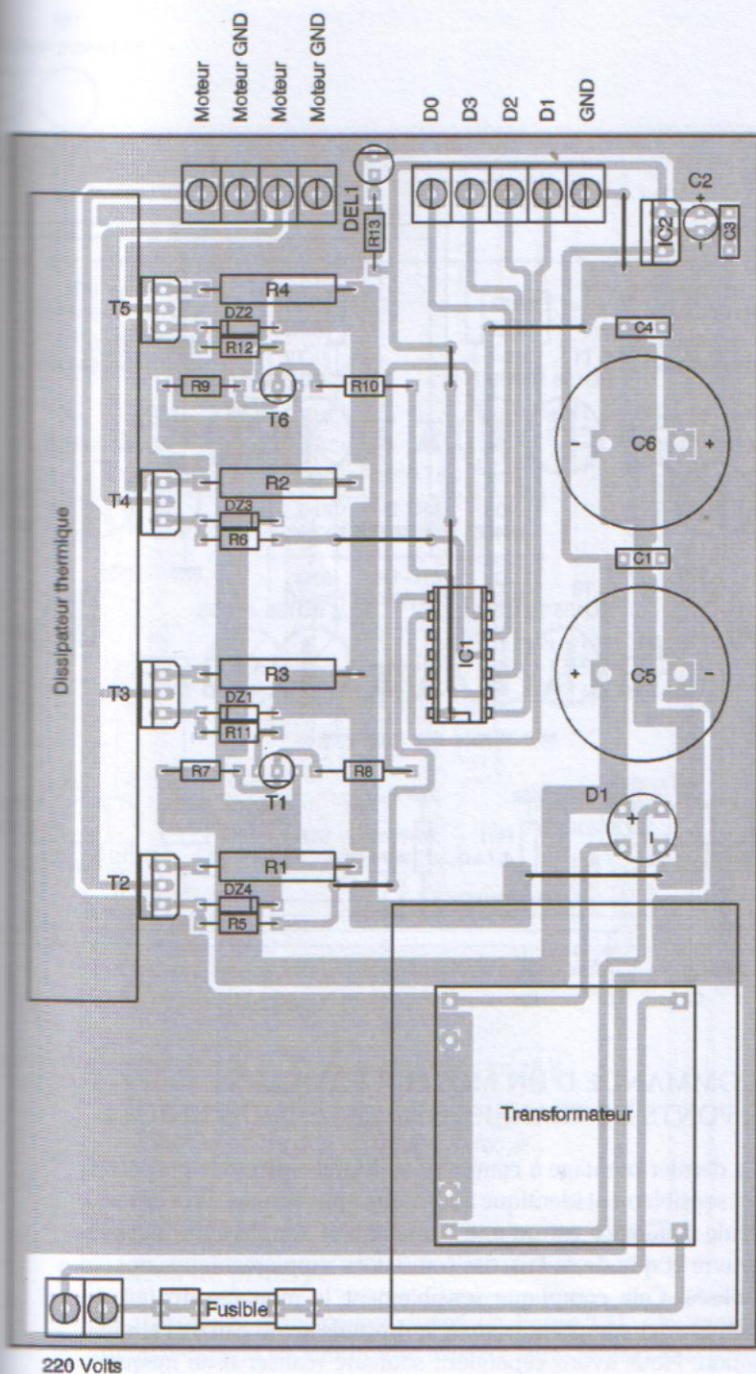 Moteur
Moteur GND
Moteur
Moteur GND
D0
D3
D2
D1
GND
DEL1
R13
C2
+
-
IC2
C3
T5
R4
DZ2
R12
C4
R9
T6
R10
- C6 +
Dissipateur thermique
T4
R2
DZ3
R6
C1
IC1
T3
R3
DZ1
R11
+ C5 -
R7
T1
R8
D1
+
-
T2
R1
DZ4
R5
Transformateur
Fusible
220 Volts